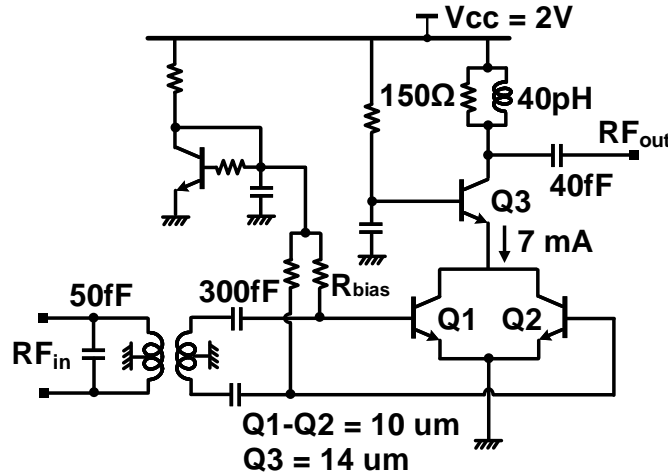 Vcc = 2V
150Ω
40pH
RFout
40fF
Q3
7 mA
Rbias
50fF
300fF
Q1
Q2
RFin
Q1-Q2 = 10 um
Q3 = 14 um